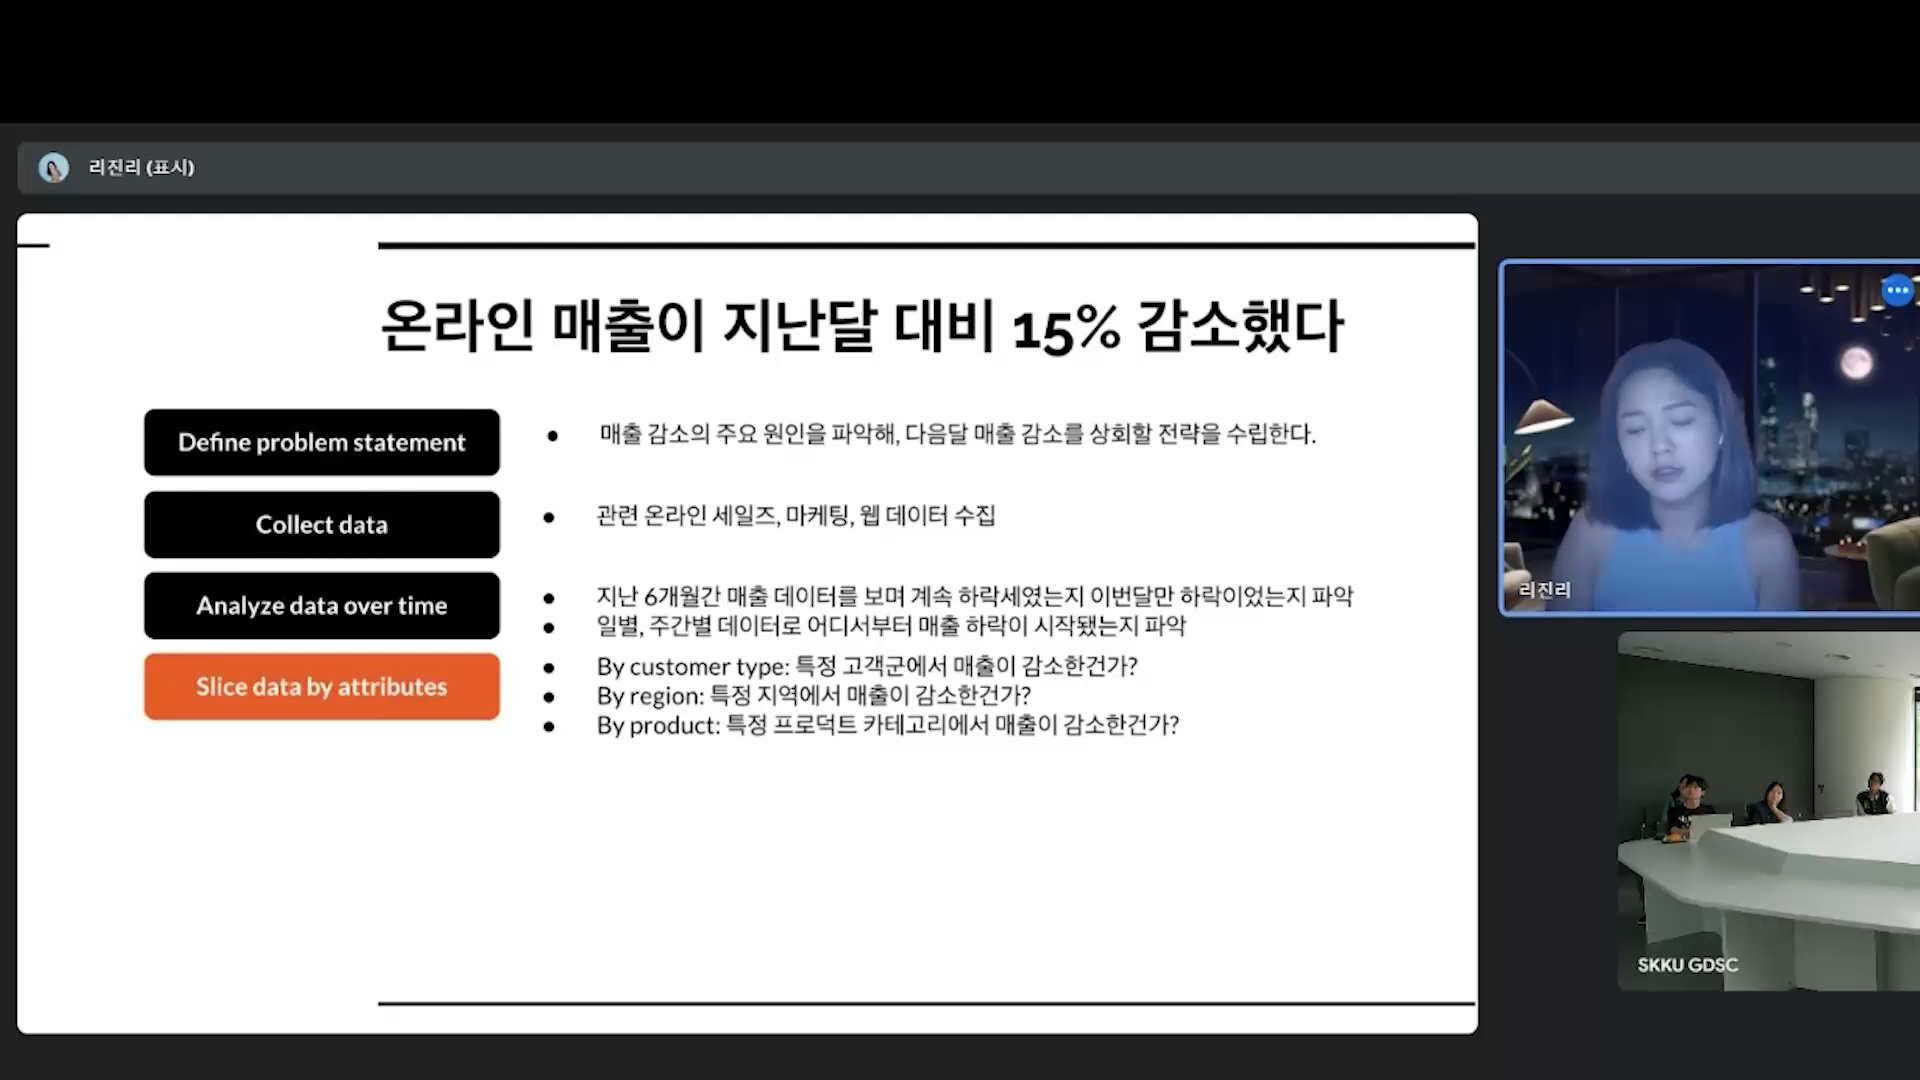 리진리 (표시)
온라인 매출이 지난달 대비 15% 감소했다
Define problem statement
● 매출 감소의 주요 원인을 파악해, 다음달 매출 감소를 상회할 전략을 수립한다.
Collect data
● 관련 온라인 세일즈, 마케팅, 웹 데이터 수집
Analyze data over time
● 지난 6개월간 매출 데이터를 보며 계속 하락세였는지 이번달만 하락이었는지 파악
● 일별, 주간별 데이터로 어디서부터 매출 하락이 시작됐는지 파악
Slice data by attributes
● By customer type: 특정 고객군에서 매출이 감소한건가?
● By region: 특정 지역에서 매출이 감소한건가?
● By product: 특정 프로덕트 카테고리에서 매출이 감소한건가?
리진리
SKKU GDSC